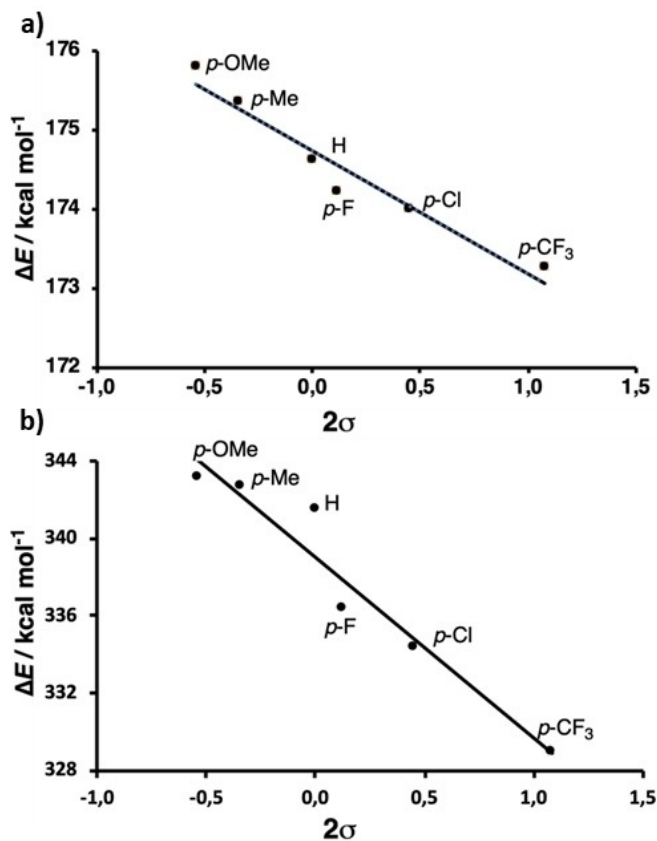 a)
176
p-OMe
p-Me
175
H
ΔE / kcal mol⁻¹
174
p-F
p-Cl
p-CF₃
173
172
-1,0 -0,5 0,0 0,5 1,0 1,5
2σ
b)
344
p-OMe
p-Me
H
340
ΔE / kcal mol⁻¹
336
p-F
p-Cl
332
p-CF₃
328
-1,0 -0,5 0,0 0,5 1,0 1,5
2σ